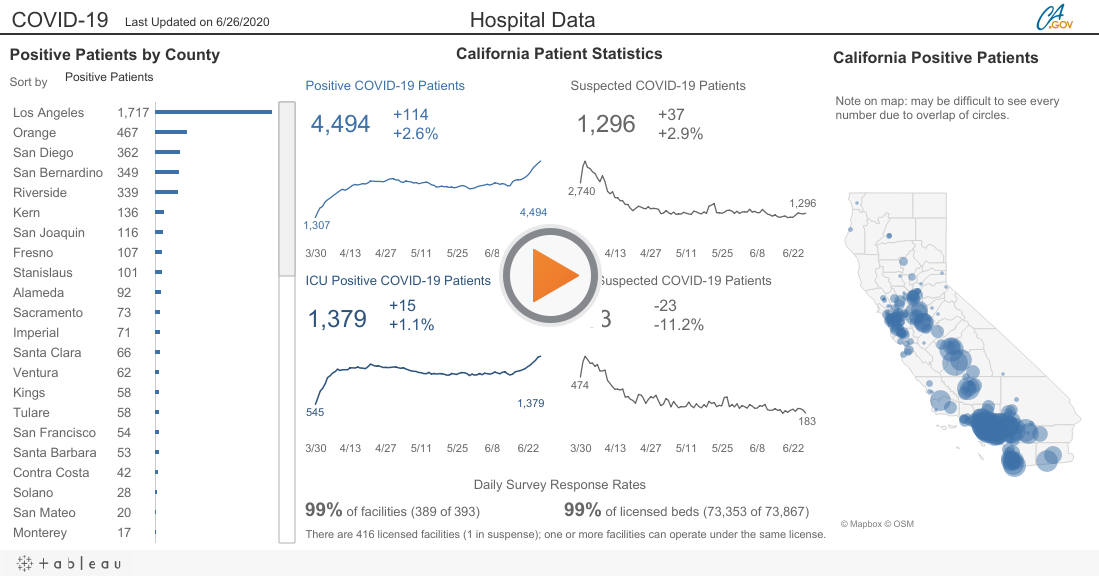 COVID-19 Last Updated on 6/26/2020
Hospital Data
CA.GOV
Positive Patients by County
Sort by Positive Patients
Los Angeles 1,717
Orange 467
San Diego 362
San Bernardino 349
Riverside 339
Kern 136
San Joaquin 116
Fresno 107
Stanislaus 101
Alameda 92
Sacramento 73
Imperial 71
Santa Clara 66
Ventura 62
Kings 58
Tulare 58
San Francisco 54
Santa Barbara 53
Contra Costa 42
Solano 28
San Mateo 20
Monterey 17
California Patient Statistics
Positive COVID-19 Patients
4,494
+114
+2.6%
1,307
4,494
3/30 4/13 4/27 5/11 5/25 6/8
Suspected COVID-19 Patients
1,296
+37
+2.9%
2,740
1,296
4/13 4/27 5/11 5/25 6/8 6/22
ICU Positive COVID-19 Patients
1,379
+15
+1.1%
545
1,379
3/30 4/13 4/27 5/11 5/25 6/8 6/22
Suspected COVID-19 Patients
3
-23
-11.2%
474
183
3/30 4/13 4/27 5/11 5/25 6/8 6/22
Daily Survey Response Rates
99% of facilities (389 of 393)
99% of licensed beds (73,353 of 73,867)
There are 416 licensed facilities (1 in suspense); one or more facilities can operate under the same license.
California Positive Patients
Note on map: may be difficult to see every
number due to overlap of circles.
© Mapbox © OSM
+ableau